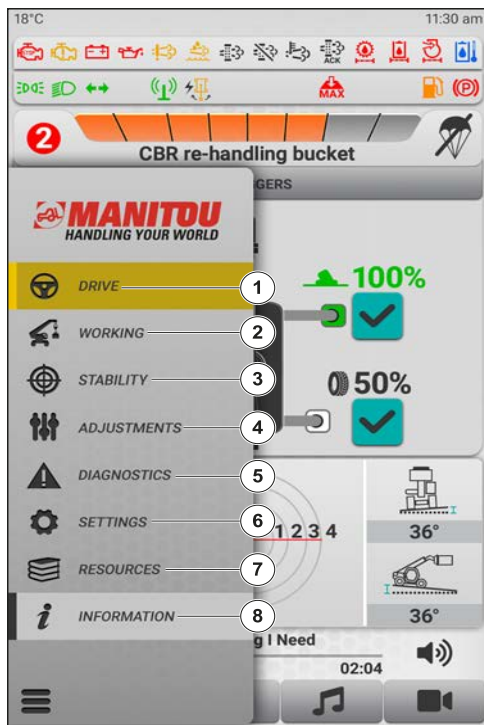 18°C
11:30 am
STOP
ACK
MAX
(P)
2
CBR re-handling bucket
GGERS
MANITOU
HANDLING YOUR WORLD
DRIVE 1
WORKING 2
STABILITY 3
ADJUSTMENTS 4
DIAGNOSTICS 5
SETTINGS 6
RESOURCES 7
INFORMATION 8
100%
50%
1 2 3 4
36°
36°
g I Need
02:04